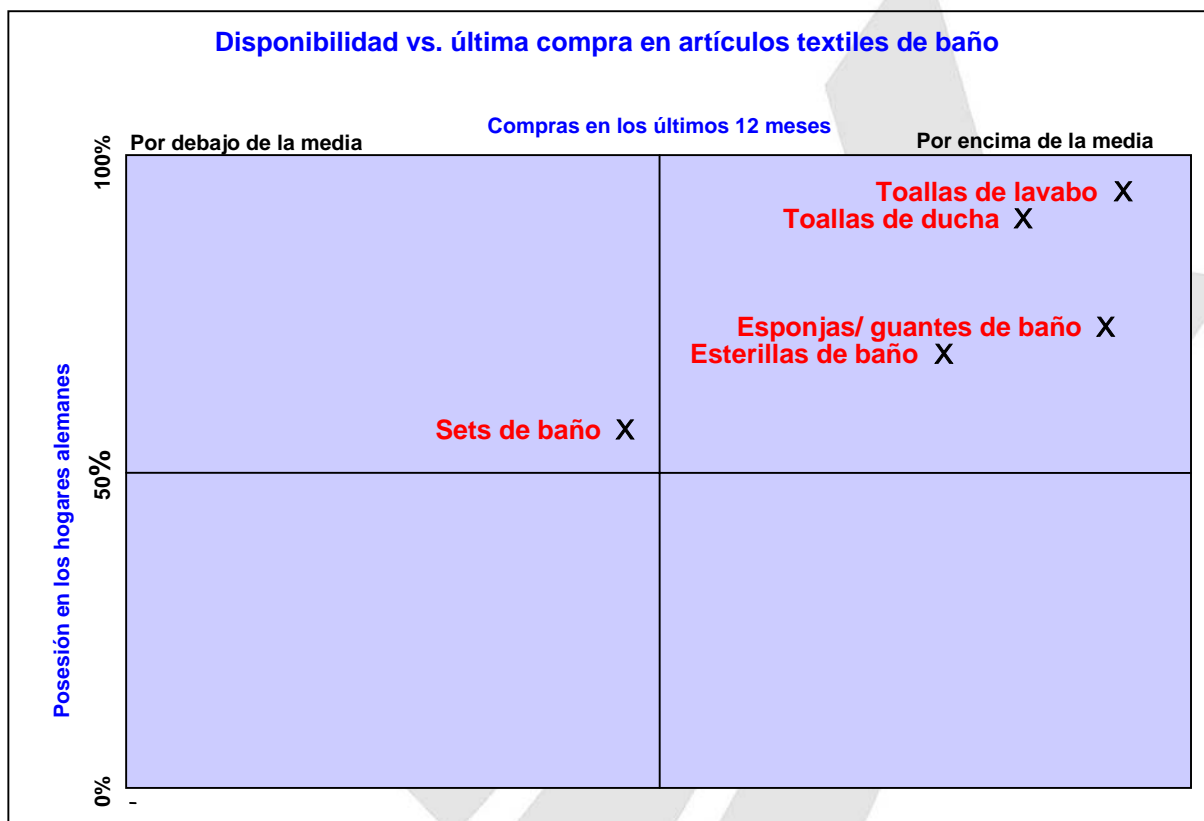 Disponibilidad vs. última compra en artículos textiles de baño
Compras en los últimos 12 meses
Por debajo de la media
Por encima de la media
100%
Toallas de lavabo X
Toallas de ducha X
Esponjas/ guantes de baño X
Esterillas de baño X
Sets de baño X
50%
Posesión en los hogares alemanes
0%
-